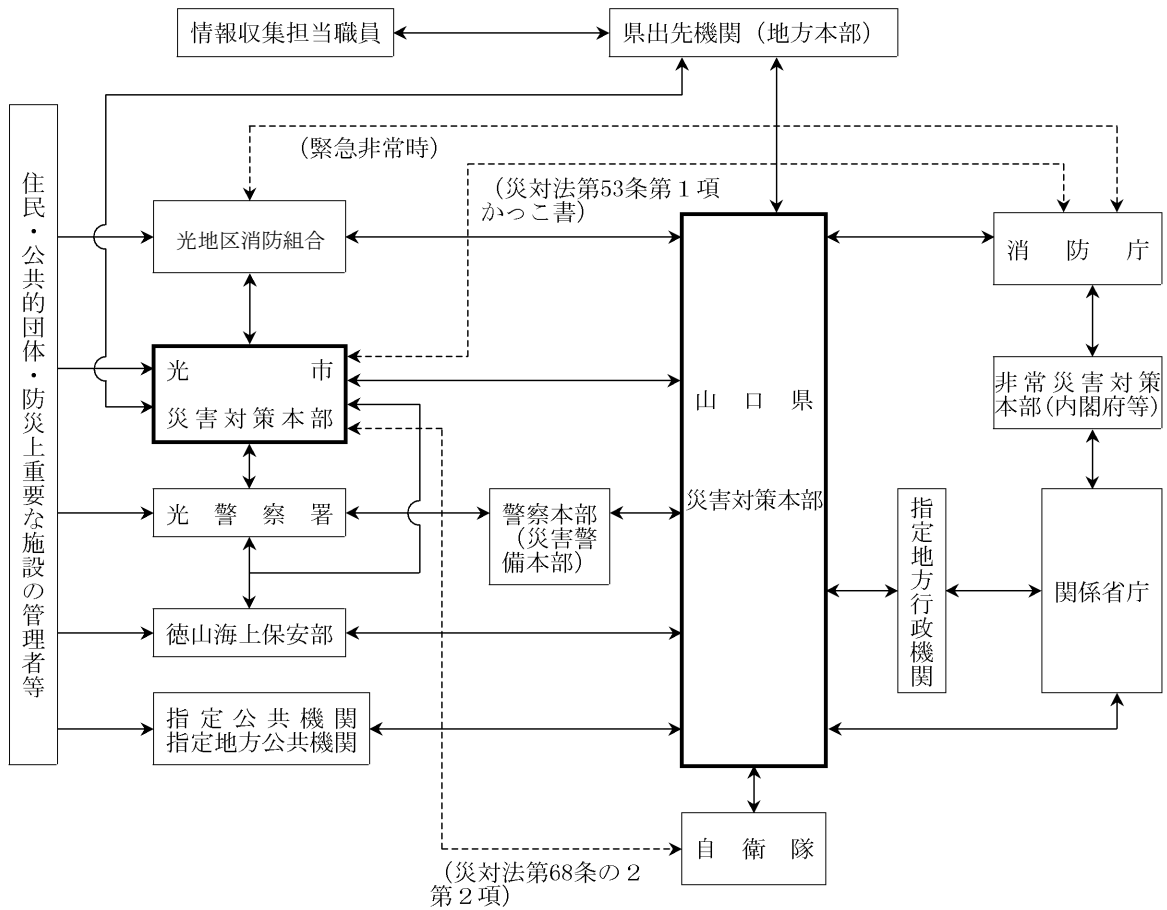 情報収集担当職員
県出先機関（地方本部）
（緊急非常時）
（災対法第53条第１項
かっこ書）
住民・公共的団体・防災上重要な施設の管理者等
光地区消防組合
消防庁
光市
災害対策本部
山口県
災害対策本部
非常災害対策
本部（内閣府等）
光警察署
警察本部
（災害警
備本部）
指定地方行政機関
関係省庁
徳山海上保安部
指定公共機関
指定地方公共機関
自衛隊
（災対法第68条の２
第２項）